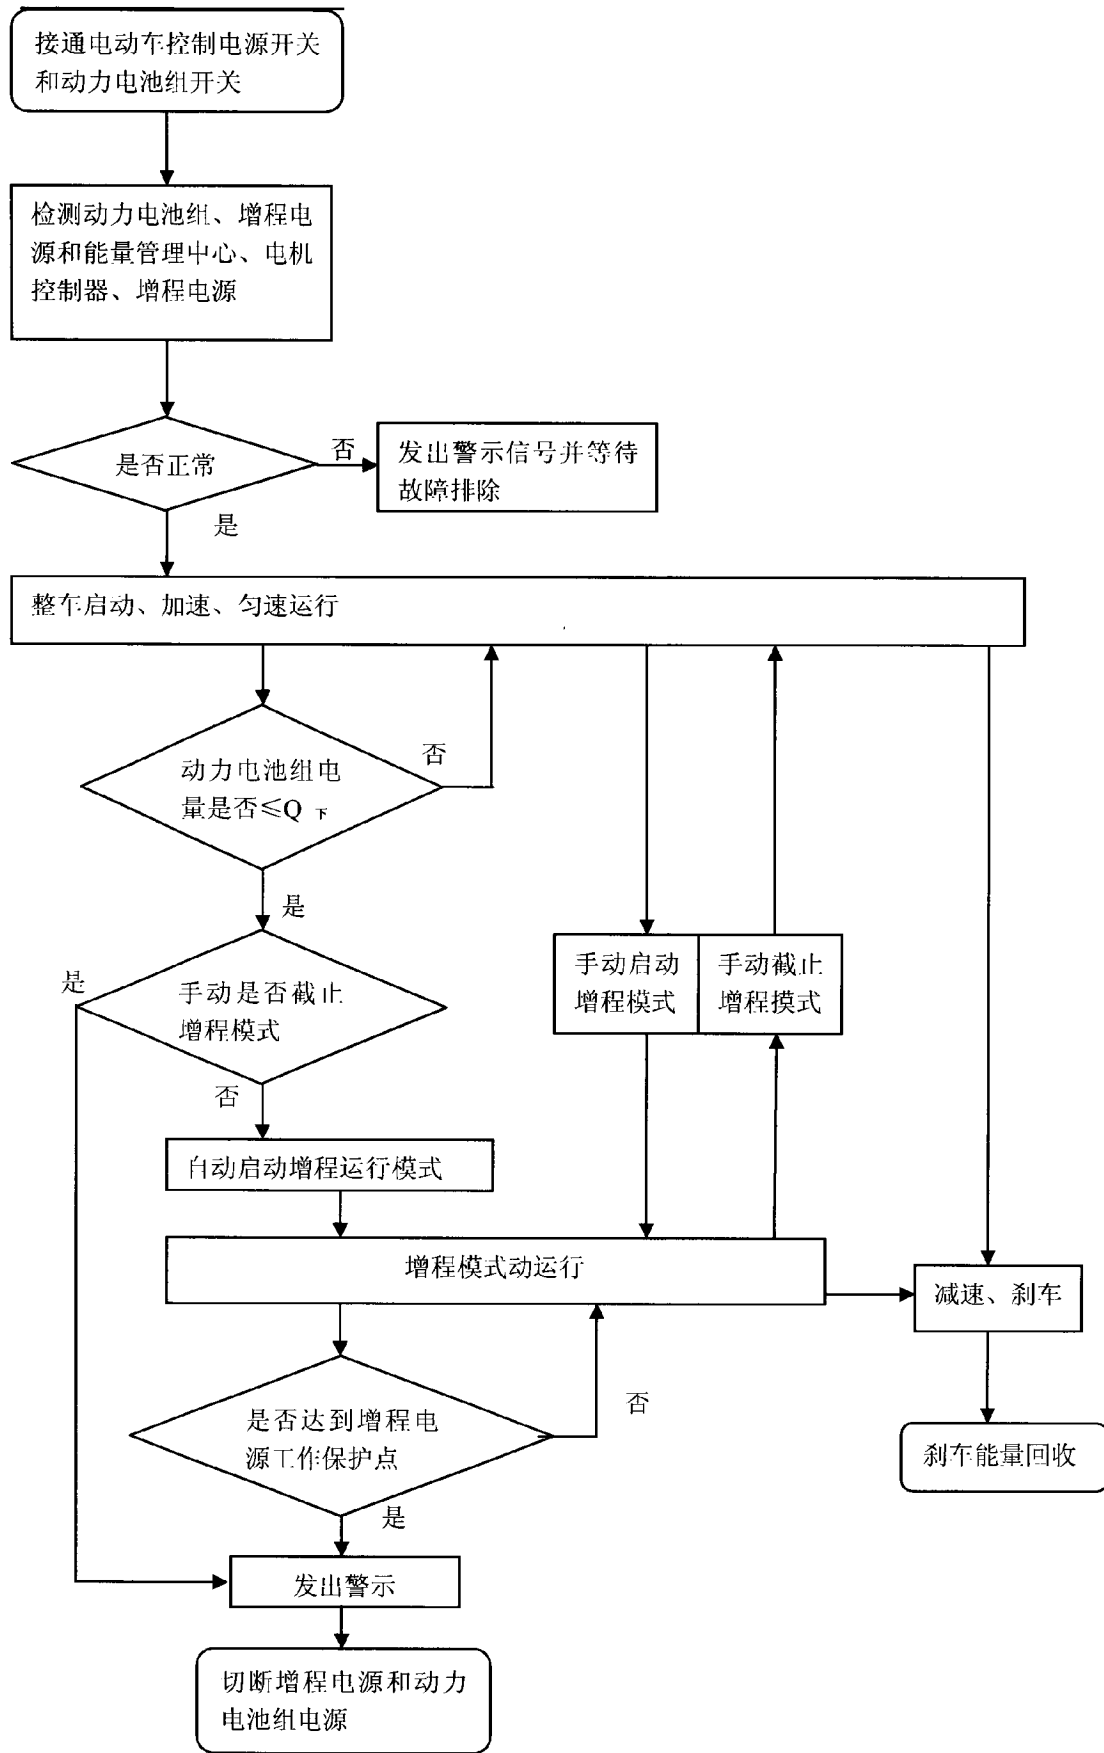 接通电动车控制电源开关
和动力电池组开关
检测动力电池组、增程电
源和能量管理中心、电机
控制器、增程电源
是否正常
否
发出警示信号并等待
故障排除
是
整车启动、加速、匀速运行
动力电池组电
量是否≤Q 下
否
是
手动是否截止
增程模式
是
否
手动启动
增程模式
手动截止
增程摸式
自动启动增程运行模式
增程模式动运行
减速、刹车
是否达到增程电
源工作保护点
否
刹车能量回收
是
发出警示
切断增程电源和动力
电池组电源